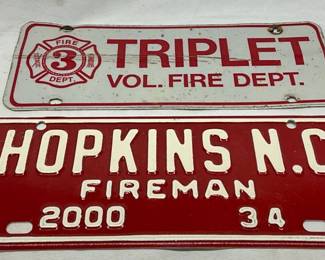 FIRE
3
DEPT.
TRIPLET
VOL. FIRE DEPT.
HOPKINS N.C
FIREMAN
2000 34